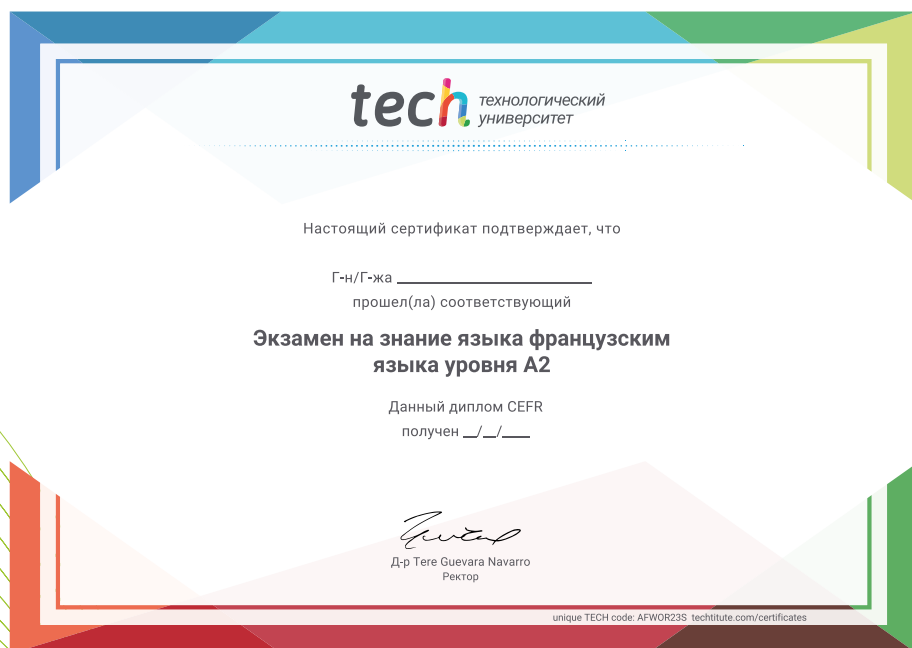 tech технологический
университет
Настоящий сертификат подтверждает, что
Г-н/Г-жа
прошел(ла) соответствующий
Экзамен на знание языка французским
языка уровня A2
Данный диплом CEFR
получен __/__/____
Д-р Tere Guevara Navarro
Ректор
unique TECH code: AFWOR23S techtitute.com/certificates